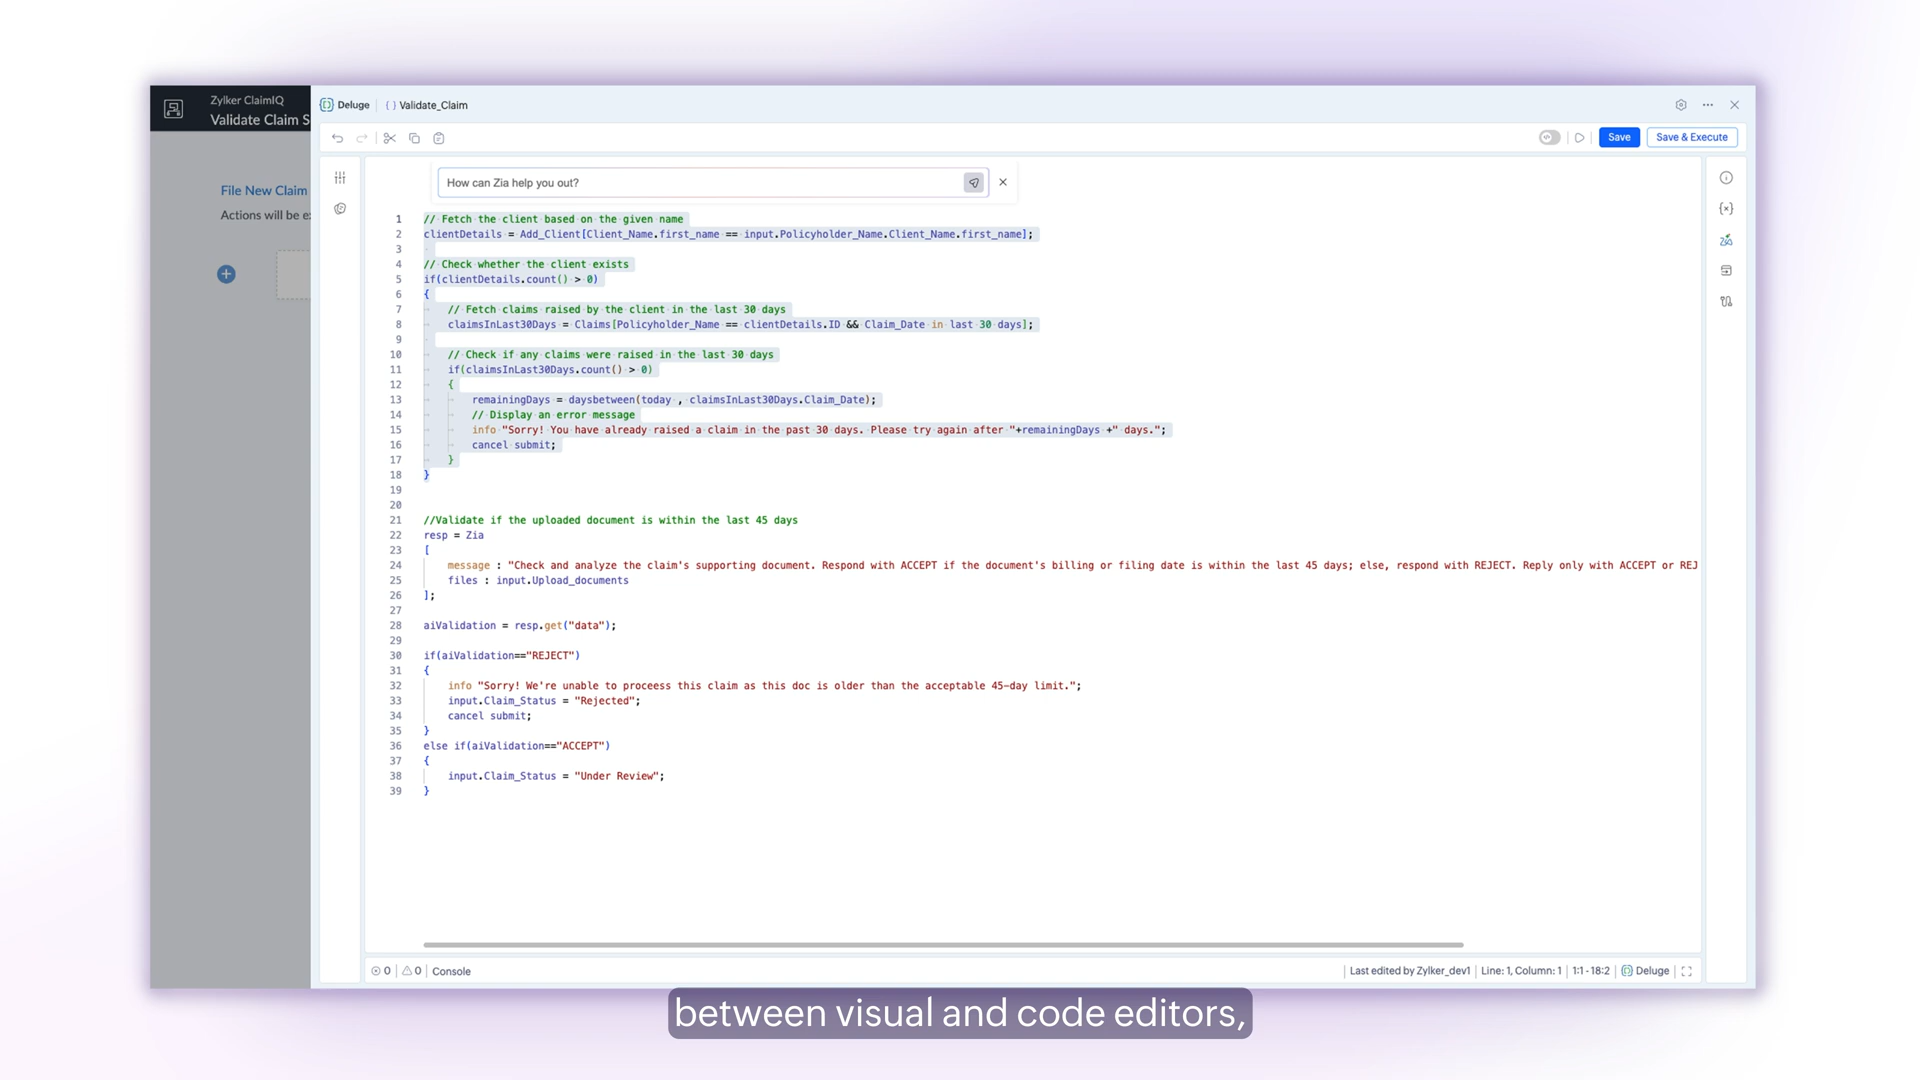 Zylker ClaimIQ
Validate Claim S
Deluge
{ } Validate_Claim
Save
Save & Execute
File New Claim
Actions will be e
How can Zia help you out?
1 // Fetch the client based on the given name
2 clientDetails = Add_Client[Client_Name.first_name == input.Policyholder_Name.Client_Name.first_name];
3
4 // Check whether the client exists
5 if(clientDetails.count() > 0)
6 {
7 // Fetch claims raised by the client in the last 30 days
8 claimsInLast30Days = Claims[Policyholder_Name == clientDetails.ID && Claim_Date in last 30 days];
9
10 // Check if any claims were raised in the last 30 days
11 if(claimsInLast30Days.count() > 0)
12 {
13 remainingDays = daysbetween(today , claimsInLast30Days.Claim_Date);
14 // Display an error message
15 info "Sorry! You have already raised a claim in the past 30 days. Please try again after "+remainingDays +" days.";
16 cancel submit;
17 }
18 }
19
20
21 //Validate if the uploaded document is within the last 45 days
22 resp = Zia
23 [
24 message : "Check and analyze the claim's supporting document. Respond with ACCEPT if the document's billing or filing date is within the last 45 days; else, respond with REJECT. Reply only with ACCEPT or REJ
25 files : input.Upload_documents
26 ];
27
28 aiValidation = resp.get("data");
29
30 if(aiValidation=="REJECT")
31 {
32 info "Sorry! We're unable to proceess this claim as this doc is older than the acceptable 45-day limit.";
33 input.Claim_Status = "Rejected";
34 cancel submit;
35 }
36 else if(aiValidation=="ACCEPT")
37 {
38 input.Claim_Status = "Under Review";
39 }
0
0
Console
Last edited by Zylker_dev1
Line: 1, Column: 1
1:1 - 18:2
Deluge
between visual and code editors,